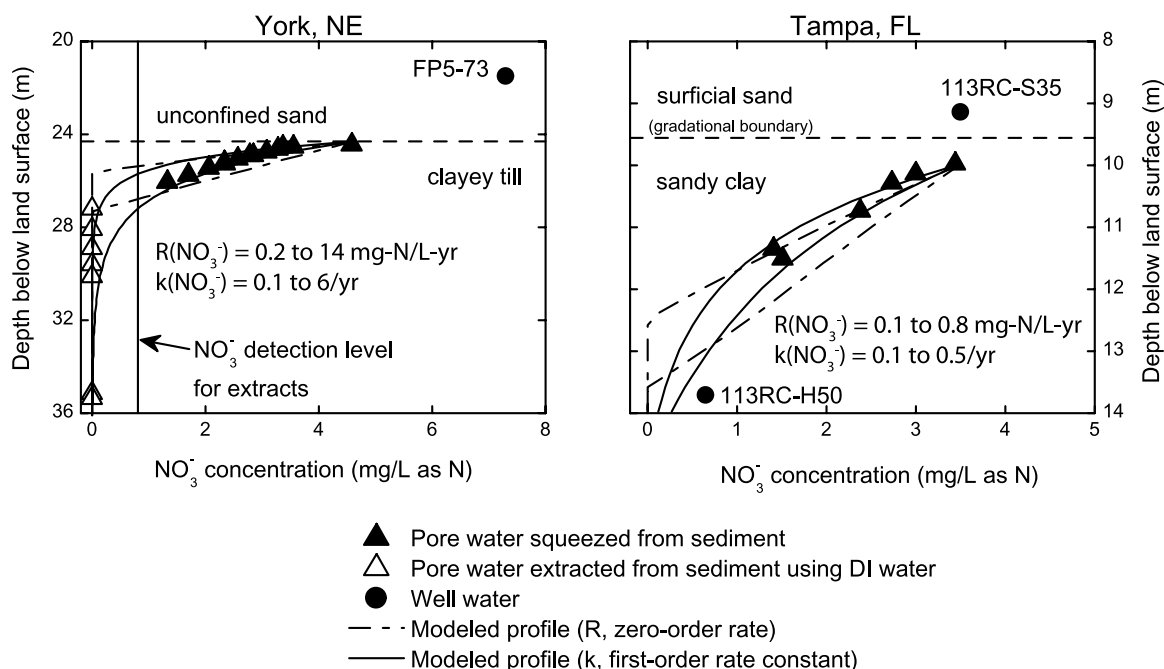 York, NE
20
24
28
32
36
Depth below land surface (m)
FP5-73
unconfined sand
clayey till
R(NO3-) = 0.2 to 14 mg-N/L-yr
k(NO3-) = 0.1 to 6/yr
NO3- detection level
for extracts
0
2
4
6
8
NO3- concentration (mg/L as N)
Tampa, FL
113RC-S35
surficial sand
(gradational boundary)
sandy clay
R(NO3-) = 0.1 to 0.8 mg-N/L-yr
k(NO3-) = 0.1 to 0.5/yr
113RC-H50
8
9
10
11
12
13
14
Depth below land surface (m)
0
1
2
3
4
5
NO3- concentration (mg/L as N)
Pore water squeezed from sediment
Pore water extracted from sediment using DI water
Well water
Modeled profile (R, zero-order rate)
Modeled profile (k, first-order rate constant)